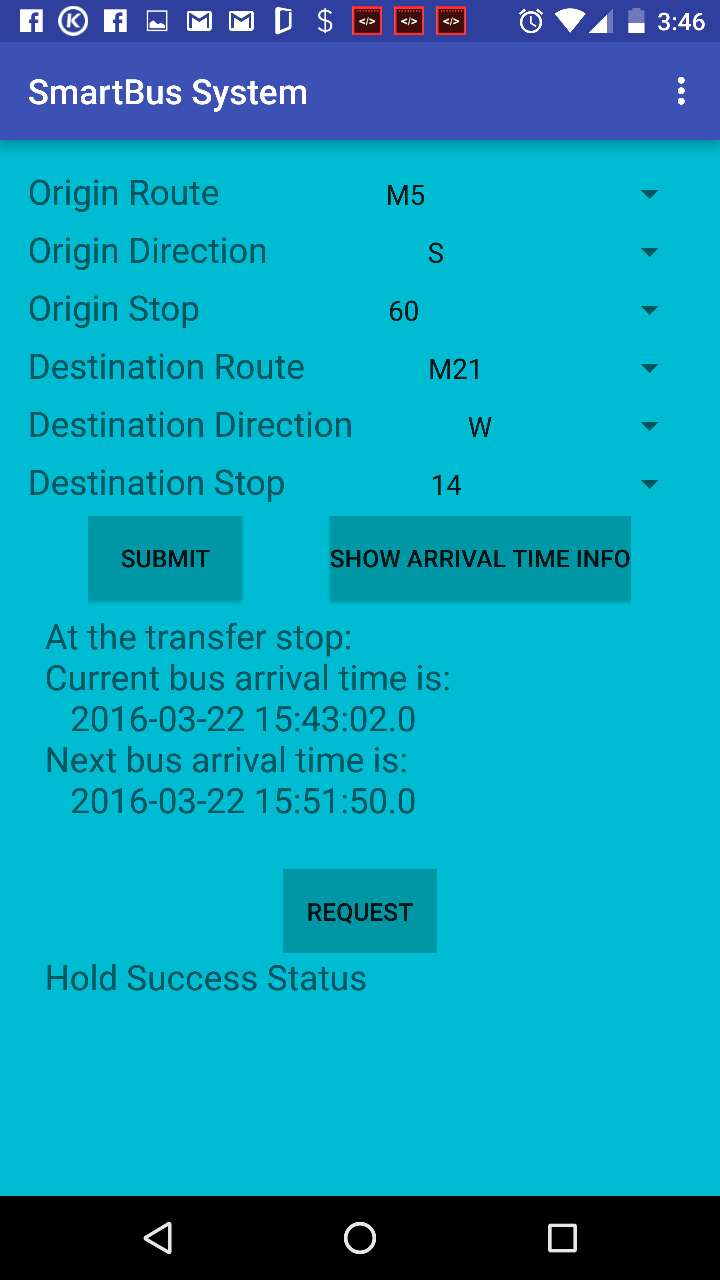 3:46
SmartBus System
Origin Route M5
Origin Direction S
Origin Stop 60
Destination Route M21
Destination Direction W
Destination Stop 14
SUBMIT SHOW ARRIVAL TIME INFO
At the transfer stop:
Current bus arrival time is:
2016-03-22 15:43:02.0
Next bus arrival time is:
2016-03-22 15:51:50.0
REQUEST
Hold Success Status